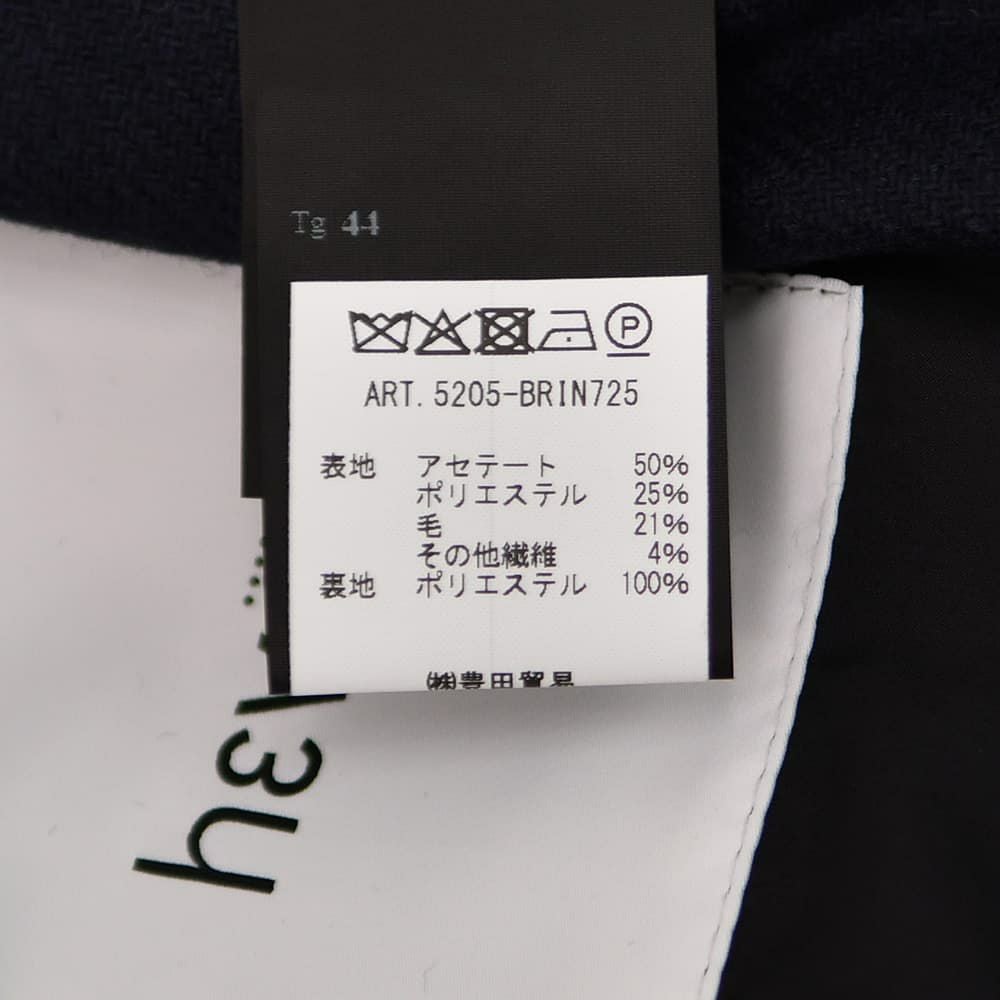 Tg 44
ART. 5205-BRIN725
表地 アセテート 50%
ポリエステル 25%
毛 21%
その他繊維 4%
裏地 ポリエステル 100%
㈱豊田貿易